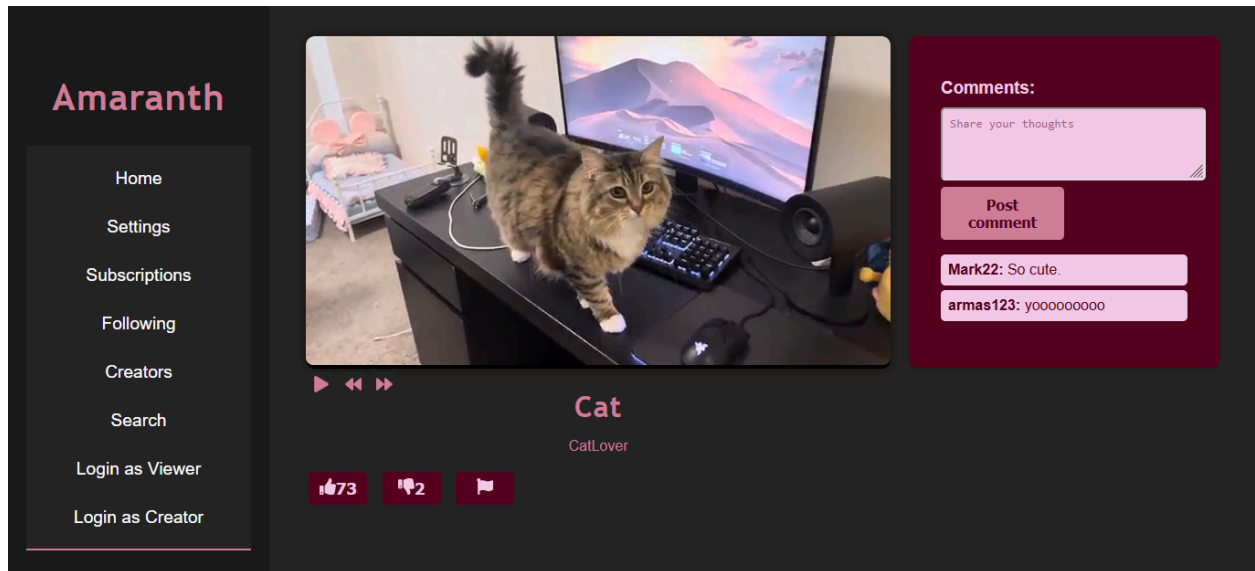 Amaranth
Home
Settings
Subscriptions
Following
Creators
Search
Login as Viewer
Login as Creator
Cat
CatLover
73
2
Comments:
Share your thoughts
Post
comment
Mark22: So cute.
armas123: yooooooooo